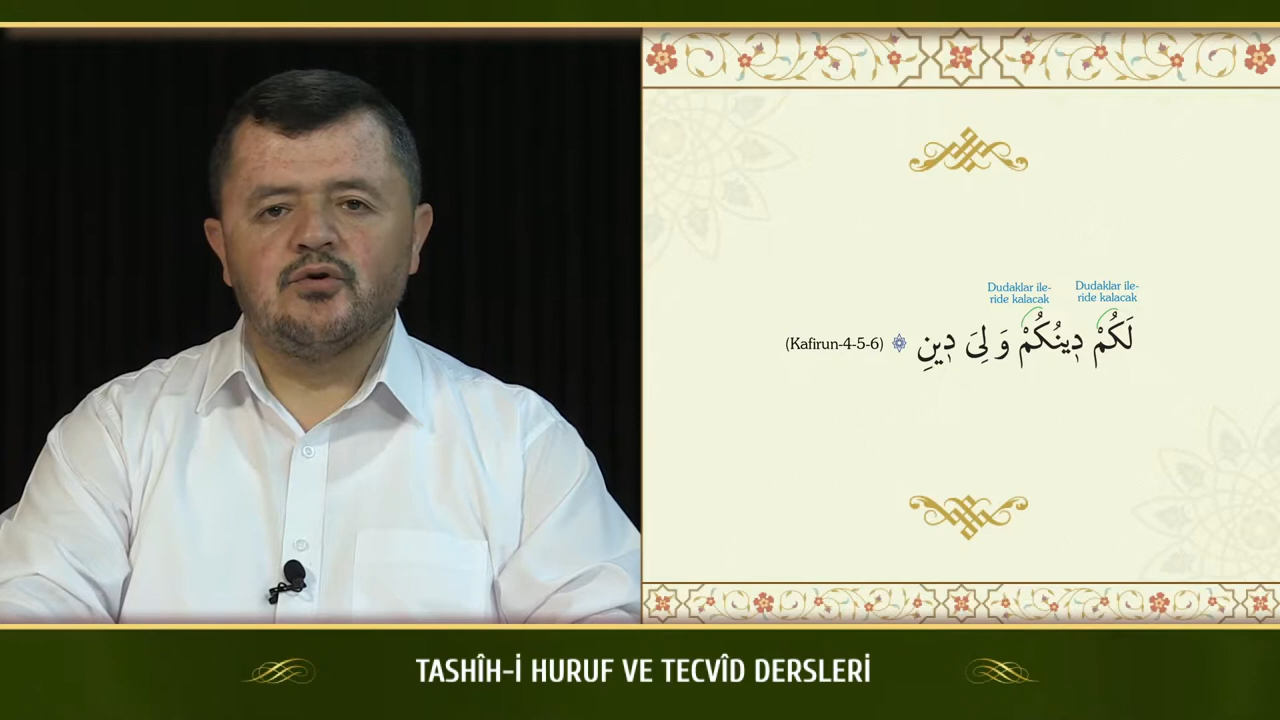 Dudaklar ile-
ride kalacak
Dudaklar ile-
ride kalacak
لَكُمْ دٖينُكُمْ وَ لِىَ دٖينِ (Kafirun-4-5-6)
TASHÎH-İ HURUF VE TECVÎD DERSLERİ